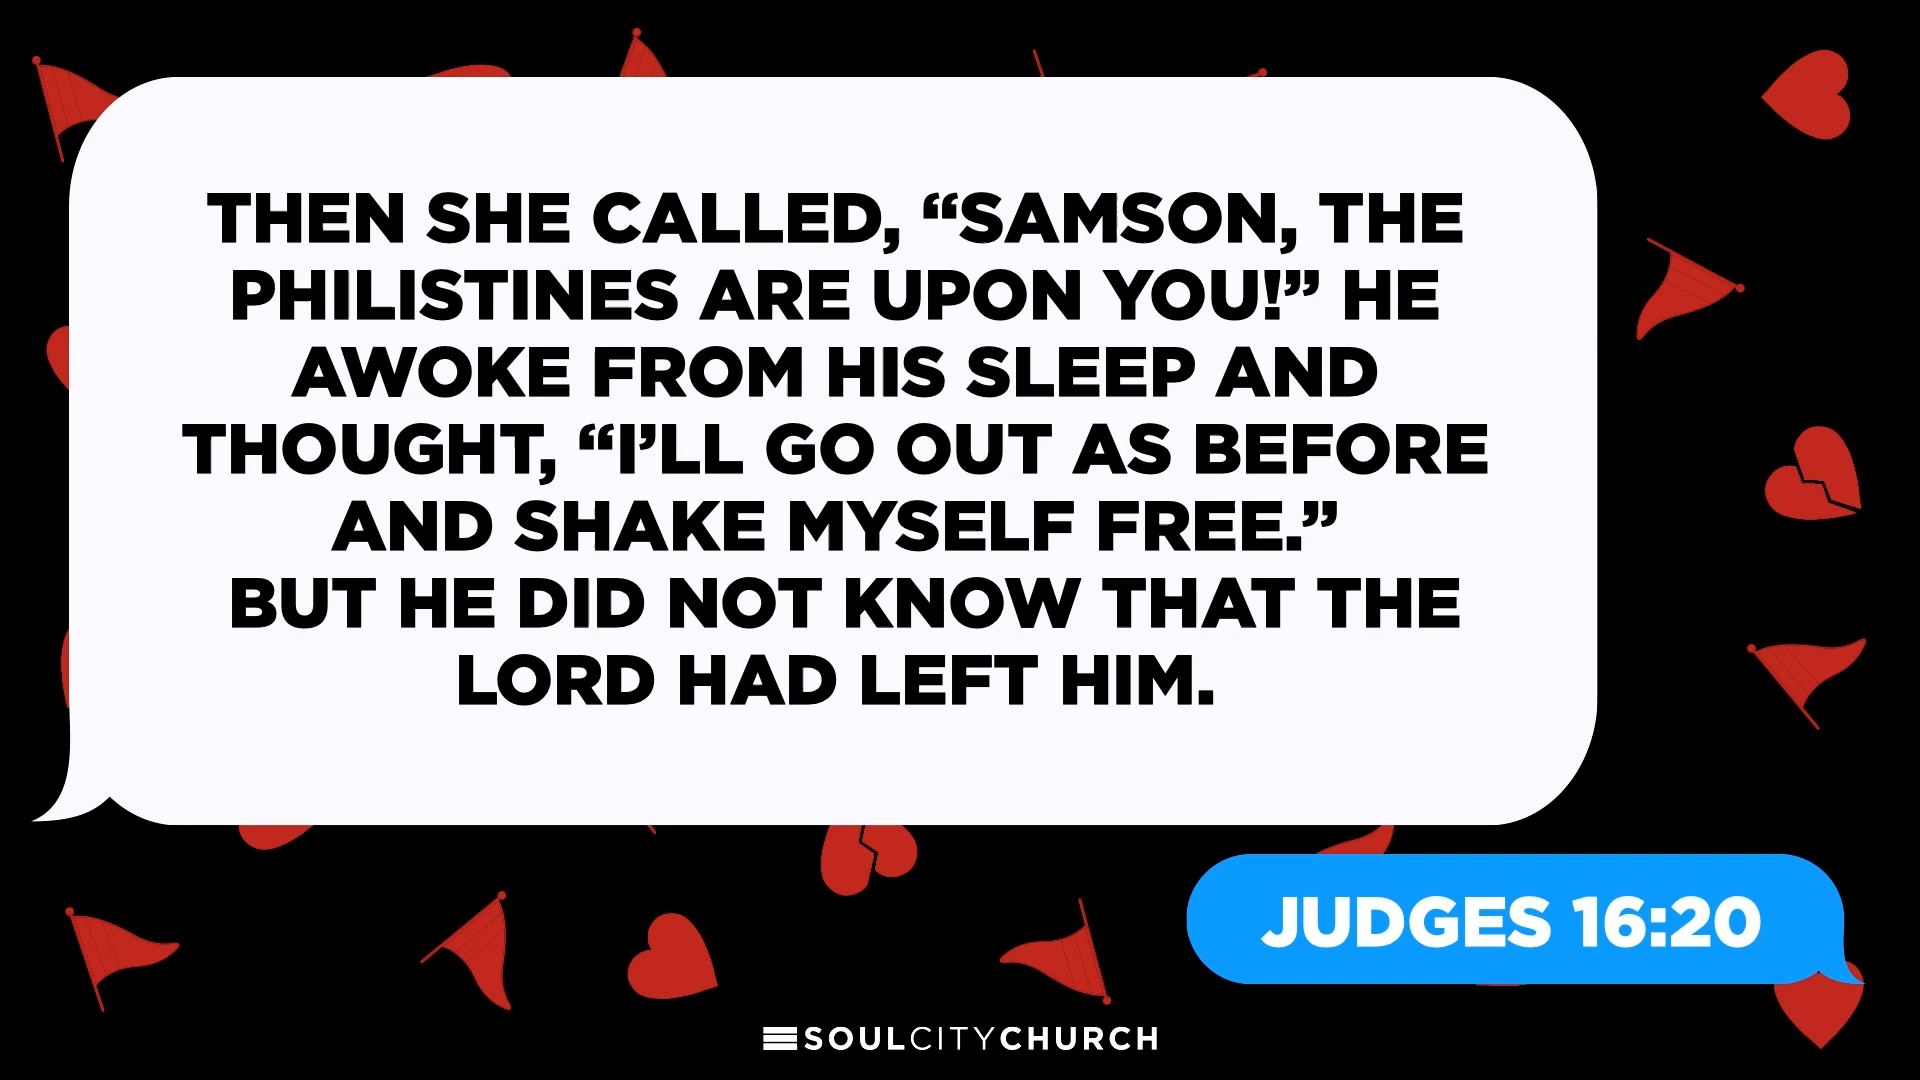 THEN SHE CALLED, “SAMSON, THE
PHILISTINES ARE UPON YOU!” HE
AWOKE FROM HIS SLEEP AND
THOUGHT, “I’LL GO OUT AS BEFORE
AND SHAKE MYSELF FREE.”
BUT HE DID NOT KNOW THAT THE
LORD HAD LEFT HIM.
JUDGES 16:20
SOULCITYCHURCH